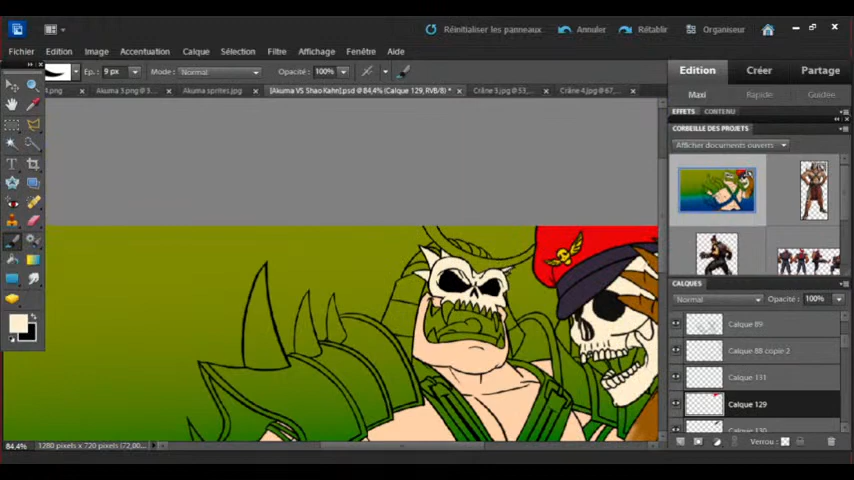 Réinitialiser les panneaux Annuler Rétablir Organiseur
Fichier Edition Image Accentuation Calque Sélection Filtre Affichage Fenêtre Aide
Ep.: 9 px Mode: Normal Opacité: 100%
Edition Créer Partage
4.png Akuma 3.png @ 3... Akuma sprites.jpg [Akuma VS Shao Kahn].psd @ 84,4% (Calque 129, RVB/8) * Crâne 3.jpg @ 53,... Crâne 4.jpg @ 67,...
Maxi Rapide Guidée
EFFETS CONTENU
CORBEILLE DES PROJETS
Afficher documents ouverts
CALQUES
Normal Opacité: 100%
Calque 89
Calque 88 copie 2
Calque 131
Calque 129
Calque 130
84,4% 1280 pixels x 720 pixels (72,00...
Verrou: